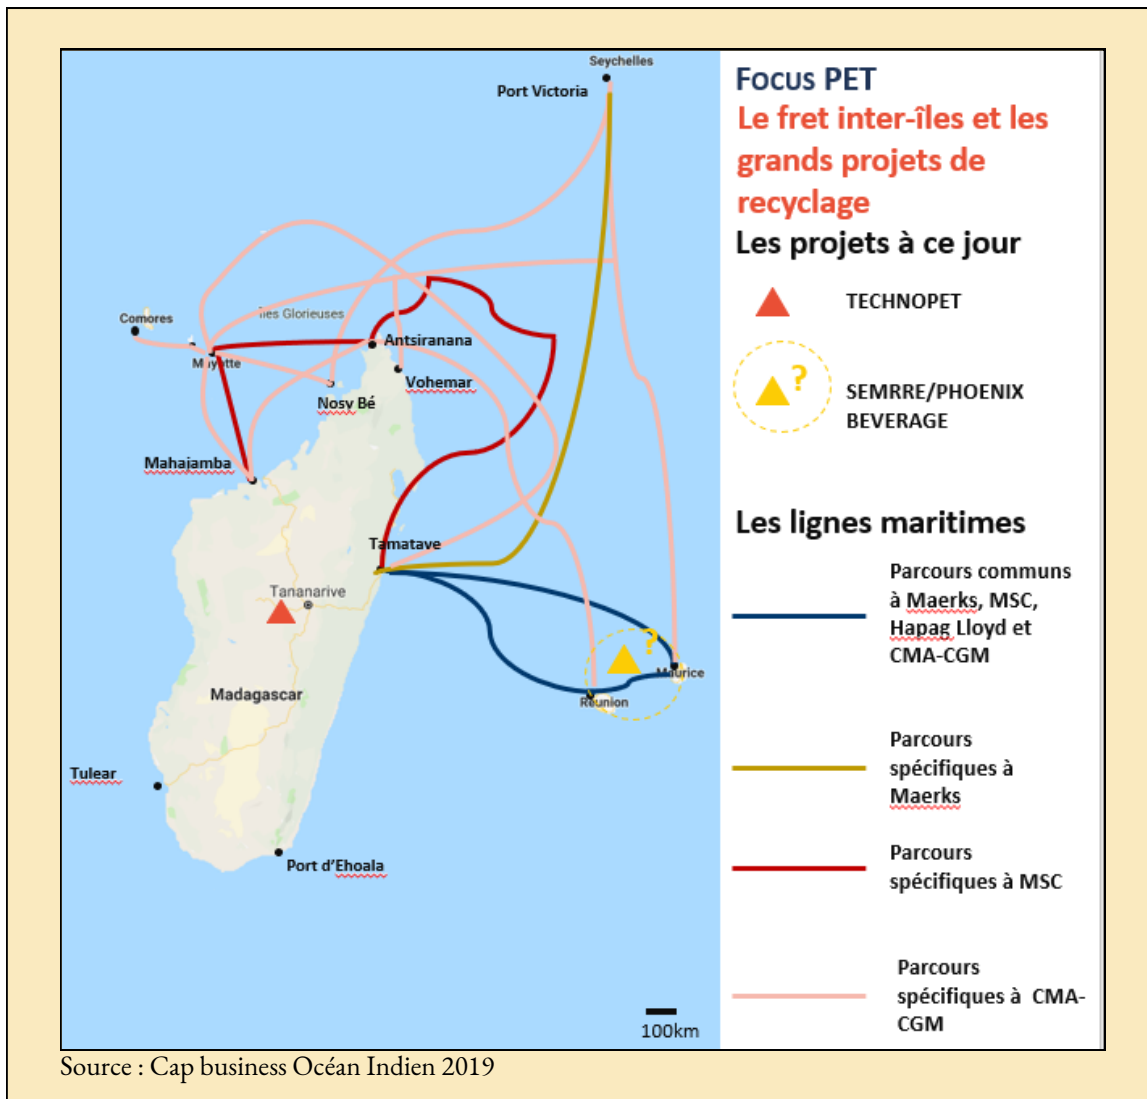 Seychelles
Port Victoria
Comores
Îles Glorieuses
Mayotte
Antsiranana
Vohemar
Nosy Bé
Mahajamba
Tamatave
Tananarive
?
Maurice
Réunion
Madagascar
Tulear
Port d'Ehoala
100km
Focus PET
Le fret inter-îles et les
grands projets de
recyclage
Les projets à ce jour
TECHNOPET
?
SEMRRE/PHOENIX
BEVERAGE
Les lignes maritimes
Parcours communs
à Maerks, MSC,
Hapag Lloyd et
CMA-CGM
Parcours
spécifiques à
Maerks
Parcours
spécifiques à MSC
Parcours
spécifiques à CMA-
CGM
Source : Cap business Océan Indien 2019